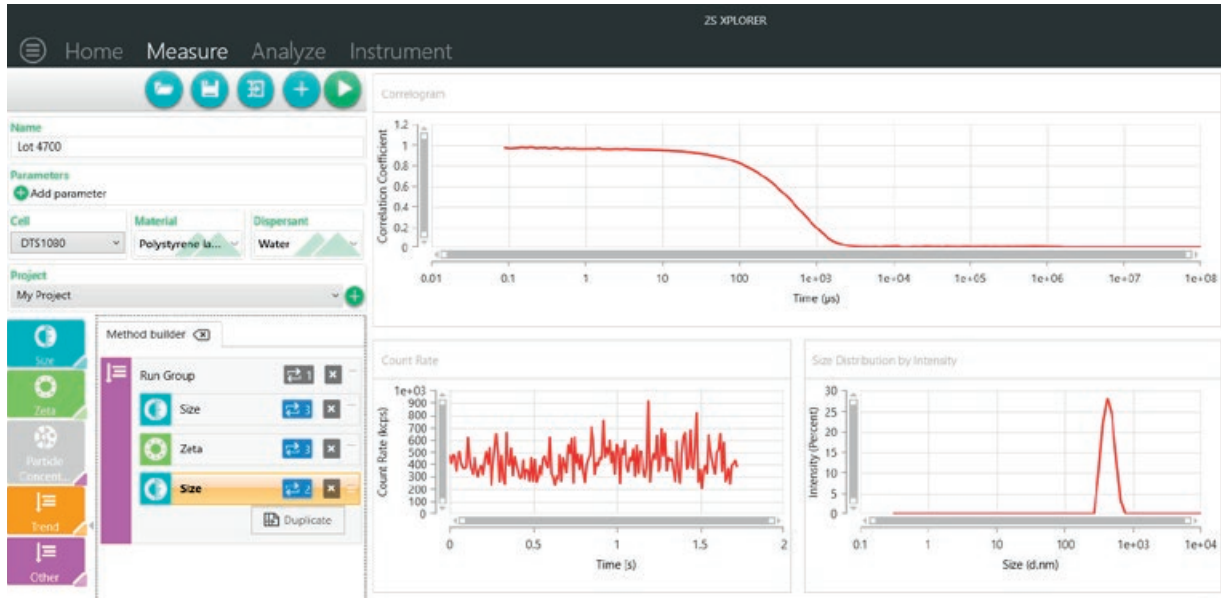 ZS XPLORER
Home Measure Analyze Instrument
Name
Lot 4700
Parameters
Add parameter
Cell
Material
Dispersant
DTS1080
Polystyrene la...
Water
Project
My Project
Size
Zeta
Particle
Concent...
Trend
Other
Method builder
Run Group 1
Size 3
Zeta 3
Size 2
Duplicate
Correlogram
Correlation Coefficient
1.2
1
0.8
0.6
0.4
0.2
0
0.01 0.1 1 10 100 1e+03 1e+04 1e+05 1e+06 1e+07 1e+08
Time (µs)
Count Rate
Count Rate (kcps)
1e+03
900
800
700
600
500
400
300
200
100
0
0 0.5 1 1.5 2
Time (s)
Size Distribution by Intensity
Intensity (Percent)
30
25
20
15
10
5
0
0.1 1 10 100 1e+03 1e+04
Size (d.nm)